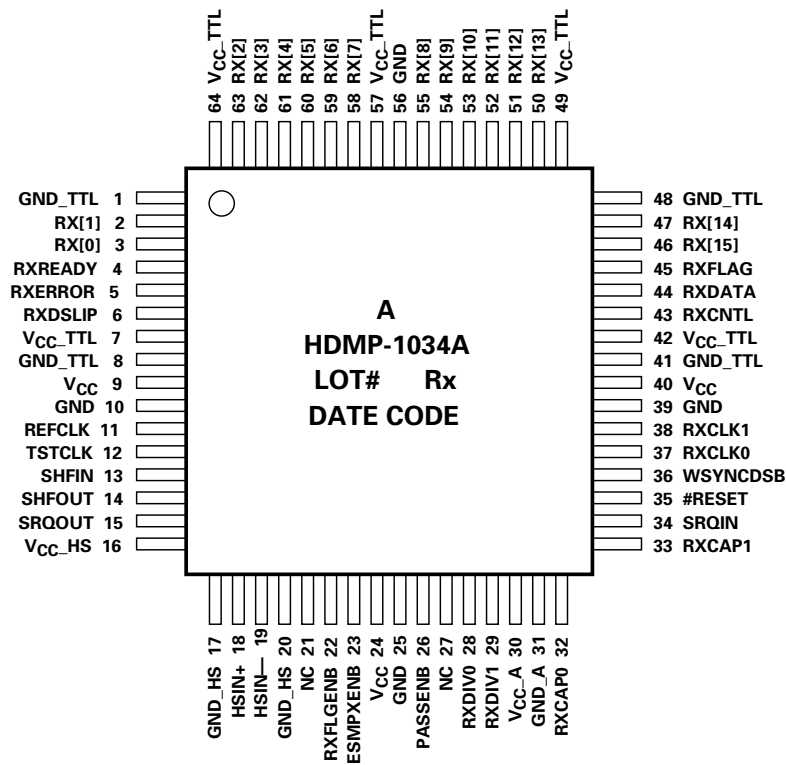 64 VCC_TTL
63 RX[2]
62 RX[3]
61 RX[4]
60 RX[5]
59 RX[6]
58 RX[7]
57 VCC_TTL
56 GND
55 RX[8]
54 RX[9]
53 RX[10]
52 RX[11]
51 RX[12]
50 RX[13]
49 VCC_TTL
GND_TTL 1
RX[1] 2
RX[0] 3
RXREADY 4
RXERROR 5
RXDSLIP 6
VCC_TTL 7
GND_TTL 8
VCC 9
GND 10
REFCLK 11
TSTCLK 12
SHFIN 13
SHFOUT 14
SRQOUT 15
VCC_HS 16
A
HDMP-1034A
LOT# Rx
DATE CODE
48 GND_TTL
47 RX[14]
46 RX[15]
45 RXFLAG
44 RXDATA
43 RXCNTL
42 VCC_TTL
41 GND_TTL
40 VCC
39 GND
38 RXCLK1
37 RXCLK0
36 WSYNCDSB
35 #RESET
34 SRQIN
33 RXCAP1
GND_HS 17
HSIN+ 18
HSIN— 19
GND_HS 20
NC 21
RXFLGENB 22
ESMPXENB 23
VCC 24
GND 25
PASSENB 26
NC 27
RXDIV0 28
RXDIV1 29
VCC_A 30
GND_A 31
RXCAP0 32